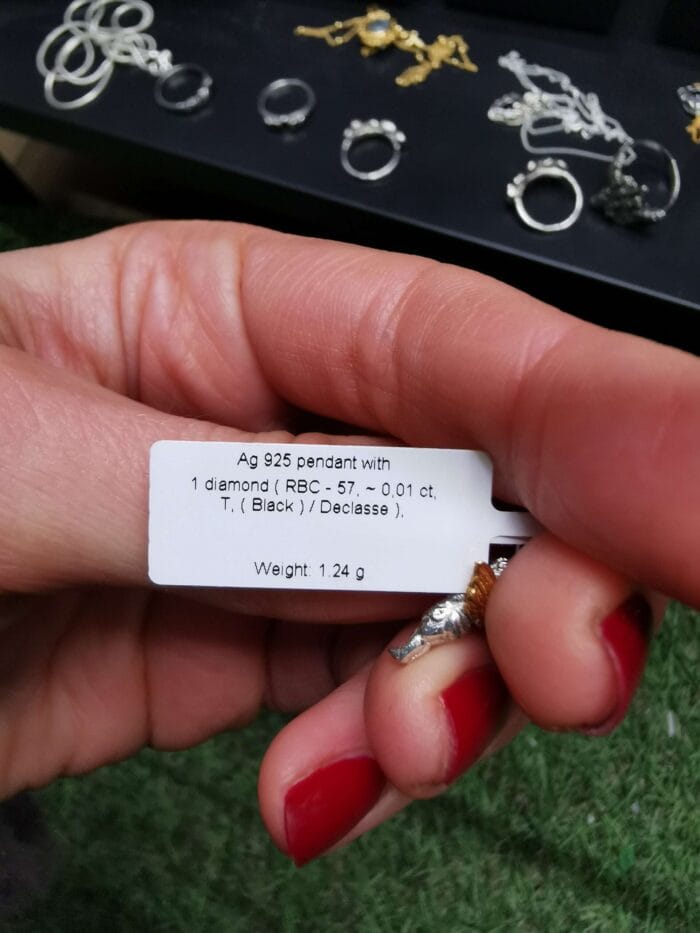 Ag 925 pendant with
1 diamond ( RBC - 57, ~ 0,01 ct,
T, ( Black ) / Declasse ),
Weight: 1.24 g